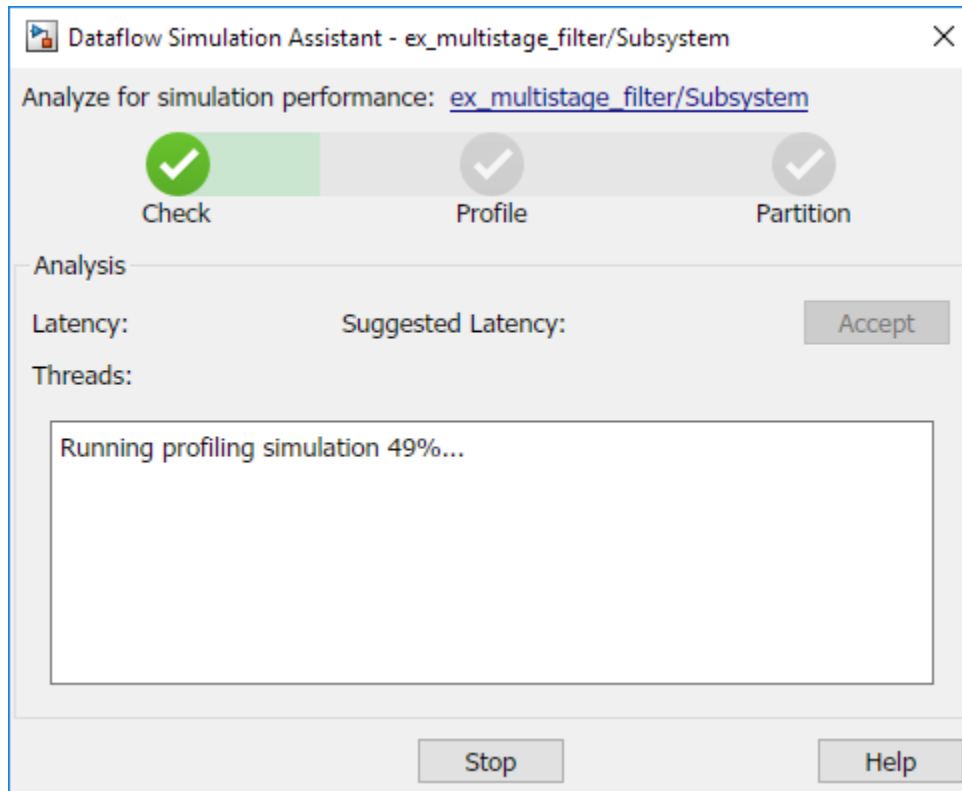 Dataflow Simulation Assistant - ex_multistage_filter/Subsystem
Analyze for simulation performance: ex_multistage_filter/Subsystem
Check Profile Partition
Analysis
Latency: Suggested Latency: Accept
Threads:
Running profiling simulation 49%...
Stop Help